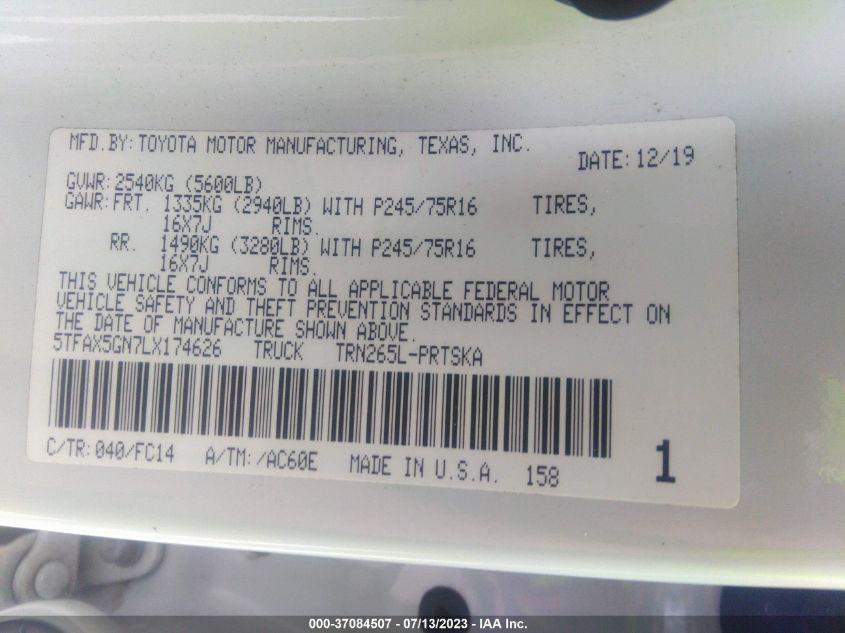 MFD.BY: TOYOTA MOTOR MANUFACTURING, TEXAS, INC.
DATE: 12/19
GVWR: 2540KG (5600LB)
GAWR: FRT. 1335KG (2940LB) WITH P245/75R16 TIRES,
16X7J RIMS.
RR. 1490KG (3280LB) WITH P245/75R16 TIRES,
16X7J RIMS.
THIS VEHICLE CONFORMS TO ALL APPLICABLE FEDERAL MOTOR
VEHICLE SAFETY AND THEFT PREVENTION STANDARDS IN EFFECT ON
THE DATE OF MANUFACTURE SHOWN ABOVE.
5TFAX5GN7LX174626 TRUCK TRN265L-PRTSKA
C/TR: 040/FC14 A/TM: /AC60E MADE IN U.S.A. 158 1
000-37084507 - 07/13/2023 - IAA Inc.